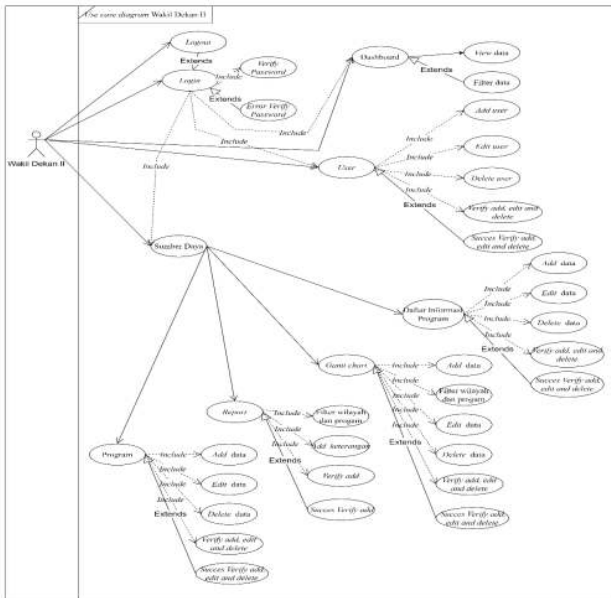 Use case diagram Wakil Dekan II
Logout
Extends
Login
Include
Verify
Password
Extends
Error Verify
Password
Dashboard
View data
Extends
Filter data
Wakil Dekan II
Include
Include
Include
User
Include
Add user
Include
Edit user
Include
Delete user
Include
Extends
Verify add, edit and
delete
Succes Verify add,
edit and delete
Sumber Daya
Daftar Informasi
Program
Include
Add data
Include
Edit data
Include
Delete data
Include
Verify add, edit and
delete
Extends
Succes Verify add,
edit and delete
Gantt chart
Include
Add data
Include
Filter wilayah
dan program
Include
Edit data
Include
Delete data
Extends
Include
Verify add, edit
and delete
Succes Verify add,
edit and delete
Report
Include
Filter wilayah
dan program
Include
Add keterangan
Include
Verify add
Extends
Succes Verify add
Program
Include
Add data
Include
Edit data
Include
Delete data
Include
Extends
Verify add, edit
and delete
Succes Verify add,
edit and delete